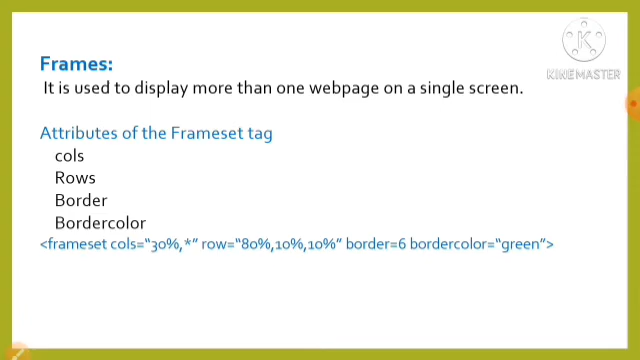 Frames:
It is used to display more than one webpage on a single screen.
Attributes of the Frameset tag
cols
Rows
Border
Bordercolor
<frameset cols=“30%,*” row=“80%,10%,10%” border=6 bordercolor=“green”>
K
KINEMASTER